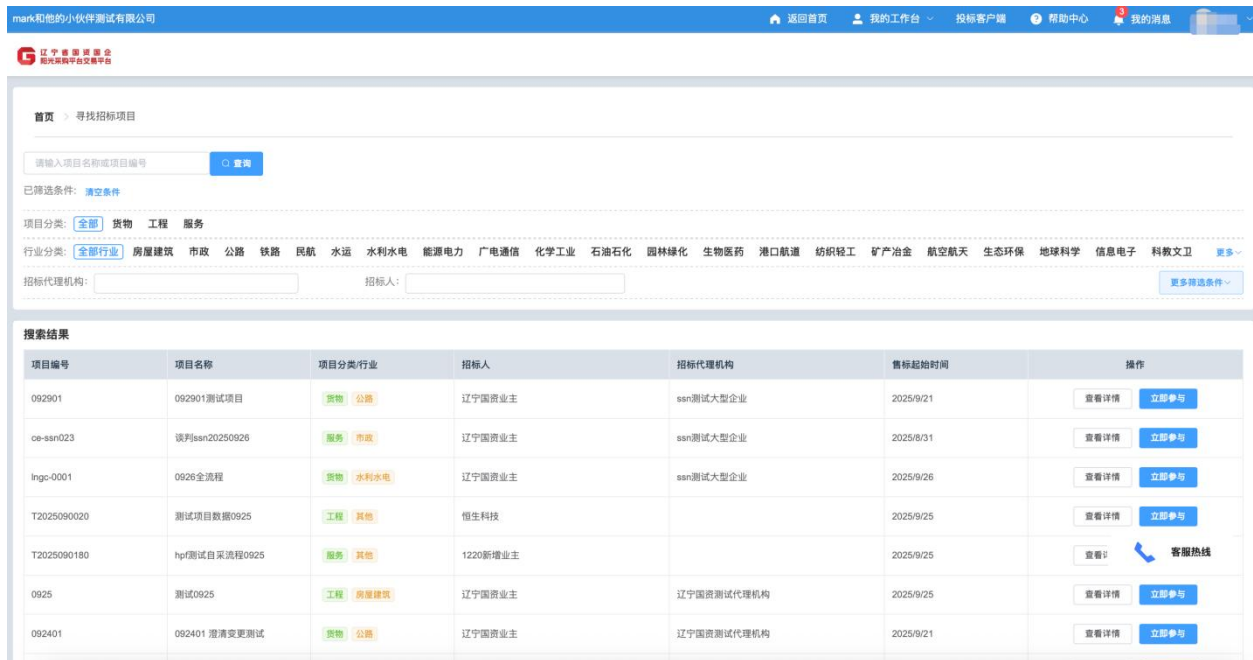 mark和他的小伙伴测试有限公司 返回首页 我的工作台 投标客户端 帮助中心 3 我的消息
辽宁省国资国企
阳光采购平台交易平台
首页 > 寻找招标项目
请输入项目名称或项目编号 查询
已筛选条件: 清空条件
项目分类: 全部 货物 工程 服务
行业分类: 全部行业 房屋建筑 市政 公路 铁路 民航 水运 水利水电 能源电力 广电通信 化学工业 石油石化 园林绿化 生物医药 港口航道 纺织轻工 矿产冶金 航空航天 生态环保 地球科学 信息电子 科教文卫 更多
招标代理机构: 招标人: 更多筛选条件
搜索结果
项目编号 项目名称 项目分类/行业 招标人 招标代理机构 售标起始时间 操作
092901 092901测试项目 货物 公路 辽宁国资业主 ssn测试大型企业 2025/9/21 查看详情 立即参与
ce-ssn023 谈判ssn20250926 服务 市政 辽宁国资业主 ssn测试大型企业 2025/8/31 查看详情 立即参与
lngc-0001 0926全流程 货物 水利水电 辽宁国资业主 ssn测试大型企业 2025/9/26 查看详情 立即参与
T2025090020 测试项目数据0925 工程 其他 恒生科技 2025/9/25 查看详情 立即参与
T2025090180 hpf测试自采流程0925 服务 其他 1220新增业主 2025/9/25 查看 客服热线
0925 测试0925 工程 房屋建筑 辽宁国资业主 辽宁国资测试代理机构 2025/9/25 查看详情 立即参与
092401 092401 澄清变更测试 货物 公路 辽宁国资业主 辽宁国资测试代理机构 2025/9/21 查看详情 立即参与